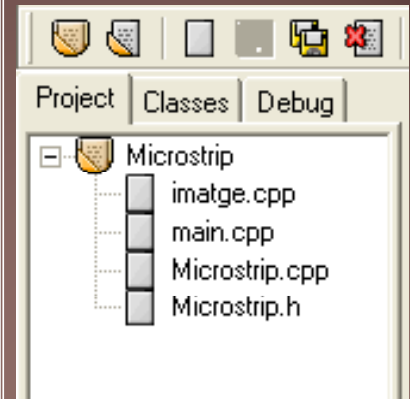 Project Classes Debug
Microstrip
imatge.cpp
main.cpp
Microstrip.cpp
Microstrip.h